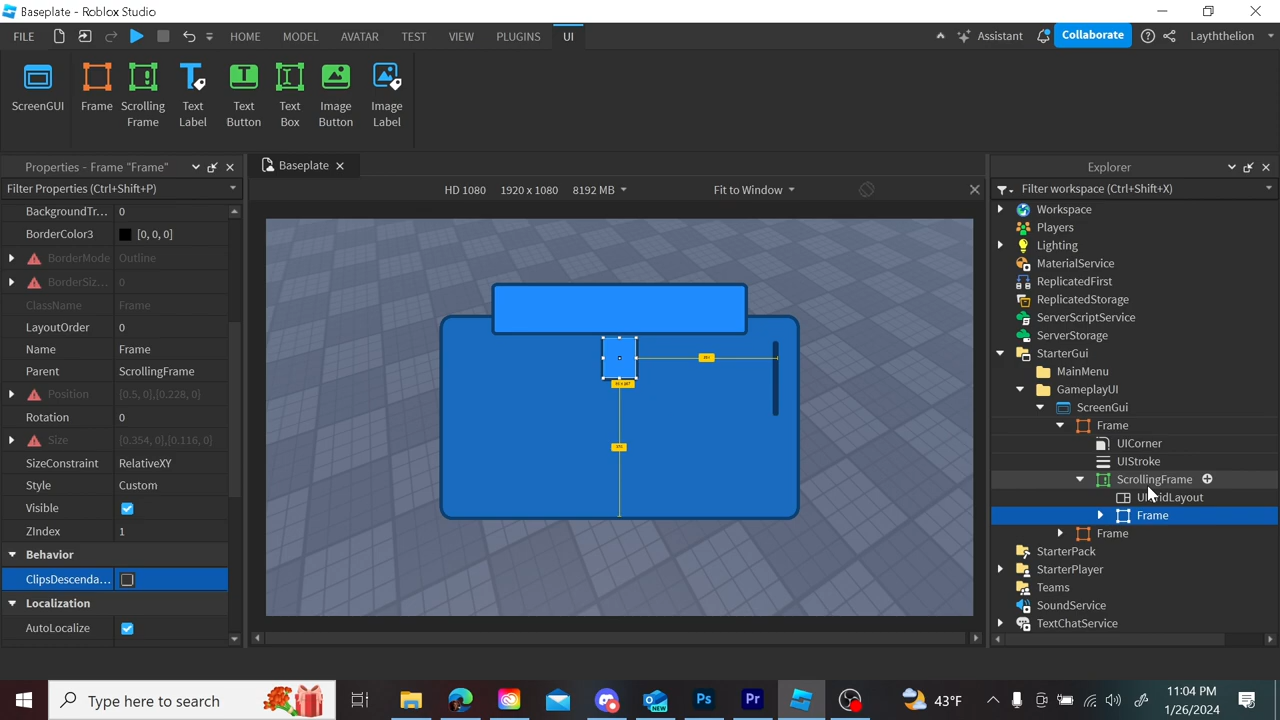 Baseplate - Roblox Studio
FILE HOME MODEL AVATAR TEST VIEW PLUGINS UI Assistant Collaborate Layththelion
ScreenGUI
Frame
Scrolling Frame
Text Label
Text Button
Text Box
Image Button
Image Label
Properties - Frame "Frame"
Filter Properties (Ctrl+Shift+P)
BackgroundTr... 0
BorderColor3 [0, 0, 0]
BorderMode Outline
BorderSiz... 0
ClassName Frame
LayoutOrder 0
Name Frame
Parent ScrollingFrame
Position {0.5, 0},{0.228, 0}
Rotation 0
Size {0.354, 0},{0.116, 0}
SizeConstraint RelativeXY
Style Custom
Visible
ZIndex 1
Behavior
ClipsDescenda...
Localization
AutoLocalize
Baseplate
HD 1080 1920 x 1080 8192 MB Fit to Window
Explorer
Filter workspace (Ctrl+Shift+X)
Workspace
Players
Lighting
MaterialService
ReplicatedFirst
ReplicatedStorage
ServerScriptService
ServerStorage
StarterGui
MainMenu
GameplayUI
ScreenGui
Frame
UICorner
UIStroke
ScrollingFrame
UIGridLayout
Frame
Frame
StarterPack
StarterPlayer
Teams
SoundService
TextChatService
Type here to search
NEW
Ps
Pr
43°F
11:04 PM
1/26/2024